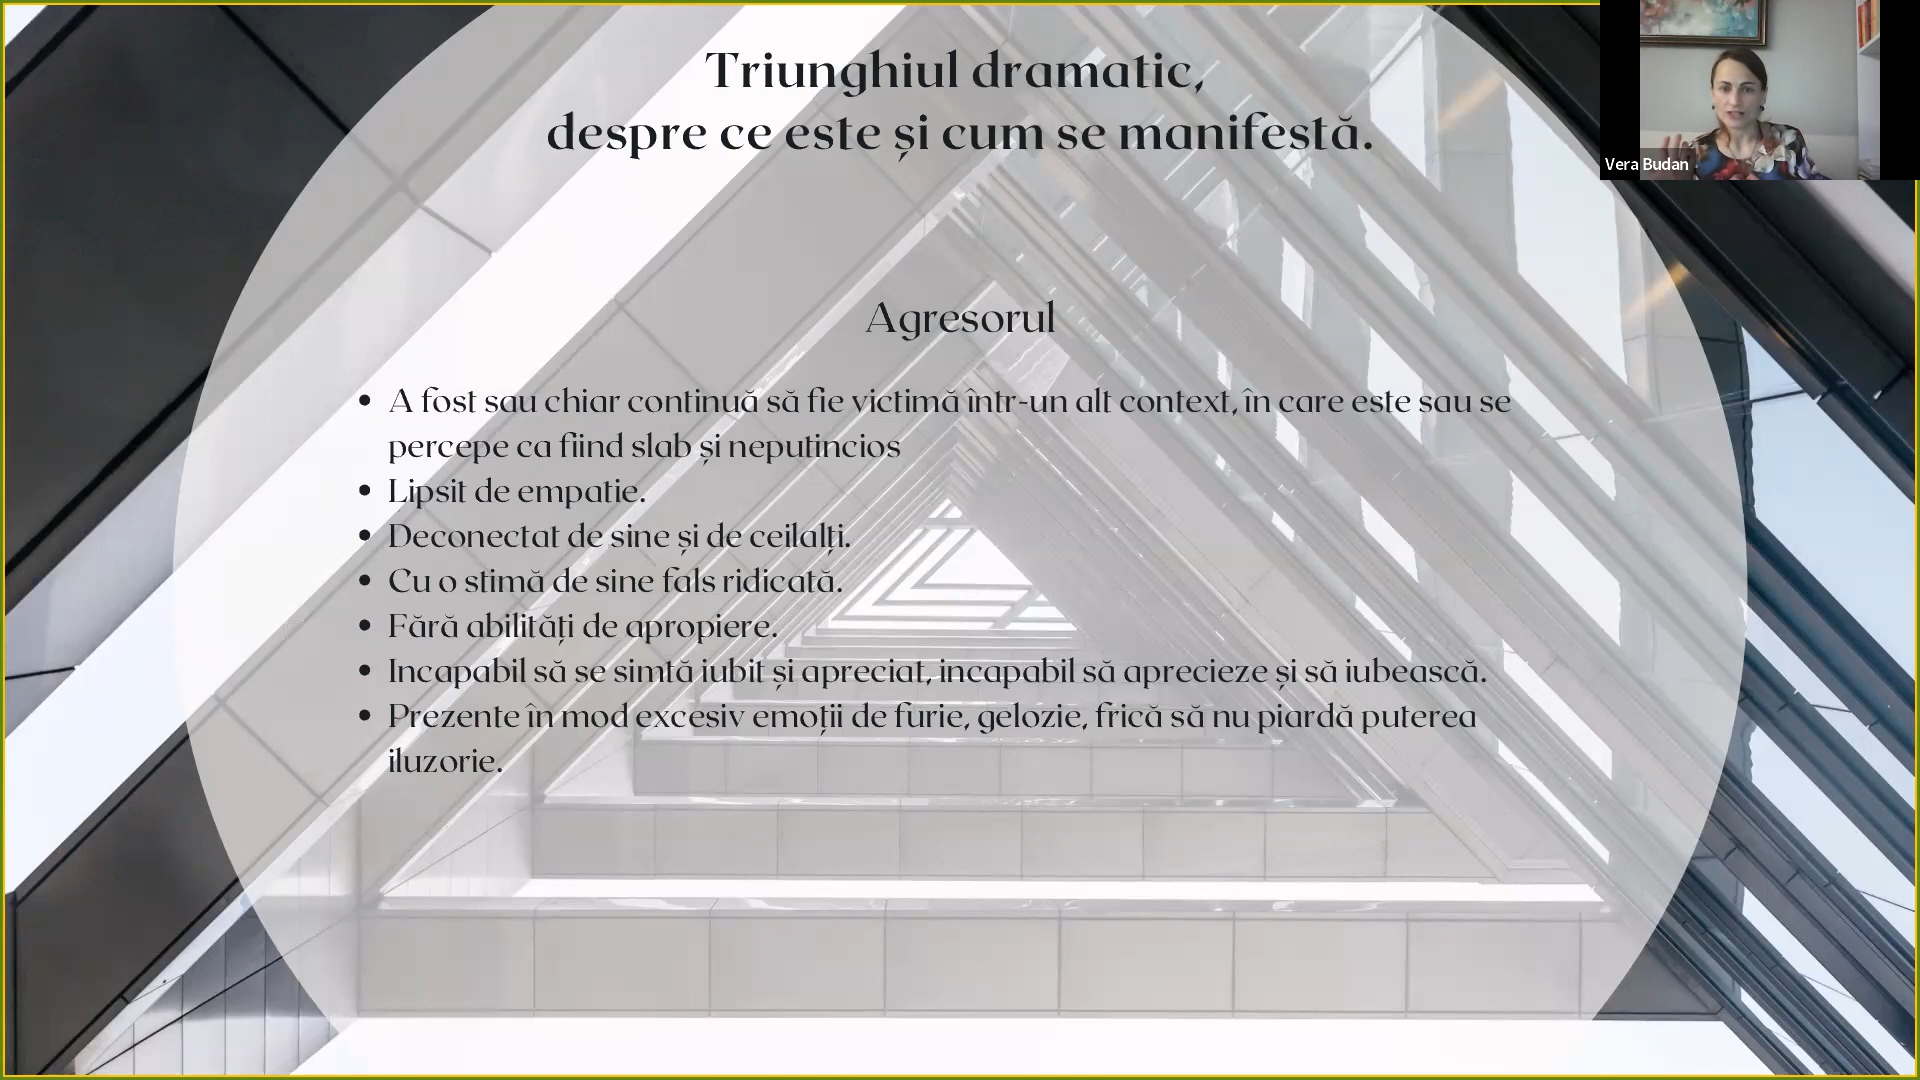 Triunghiul dramatic,
despre ce este și cum se manifestă.
Vera Budan
Agresorul
• A fost sau chiar continuă să fie victimă într-un alt context, în care este sau se
percepe ca fiind slab și neputincios
• Lipsit de empatie.
• Deconectat de sine și de ceilalți.
• Cu o stimă de sine fals ridicată.
• Fără abilități de apropiere.
• Incapabil să se simtă iubit și apreciat, incapabil să aprecieze și să iubească.
• Prezente în mod excesiv emoții de furie, gelozie, frică să nu piardă puterea
iluzorie.